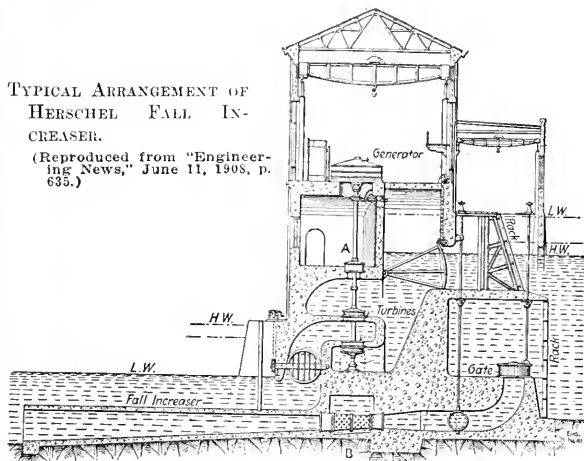 TYPICAL ARRANGEMENT OF
HERSCHEL FALL IN-
CREASER.
(Reproduced from "Engineer-
ing News," June 11, 1908, p.
635.)
Generator
L.W.
Rack
H.W.
A
Turbines
H.W.
Rack
L.W.
Gate
Fall Increaser
B